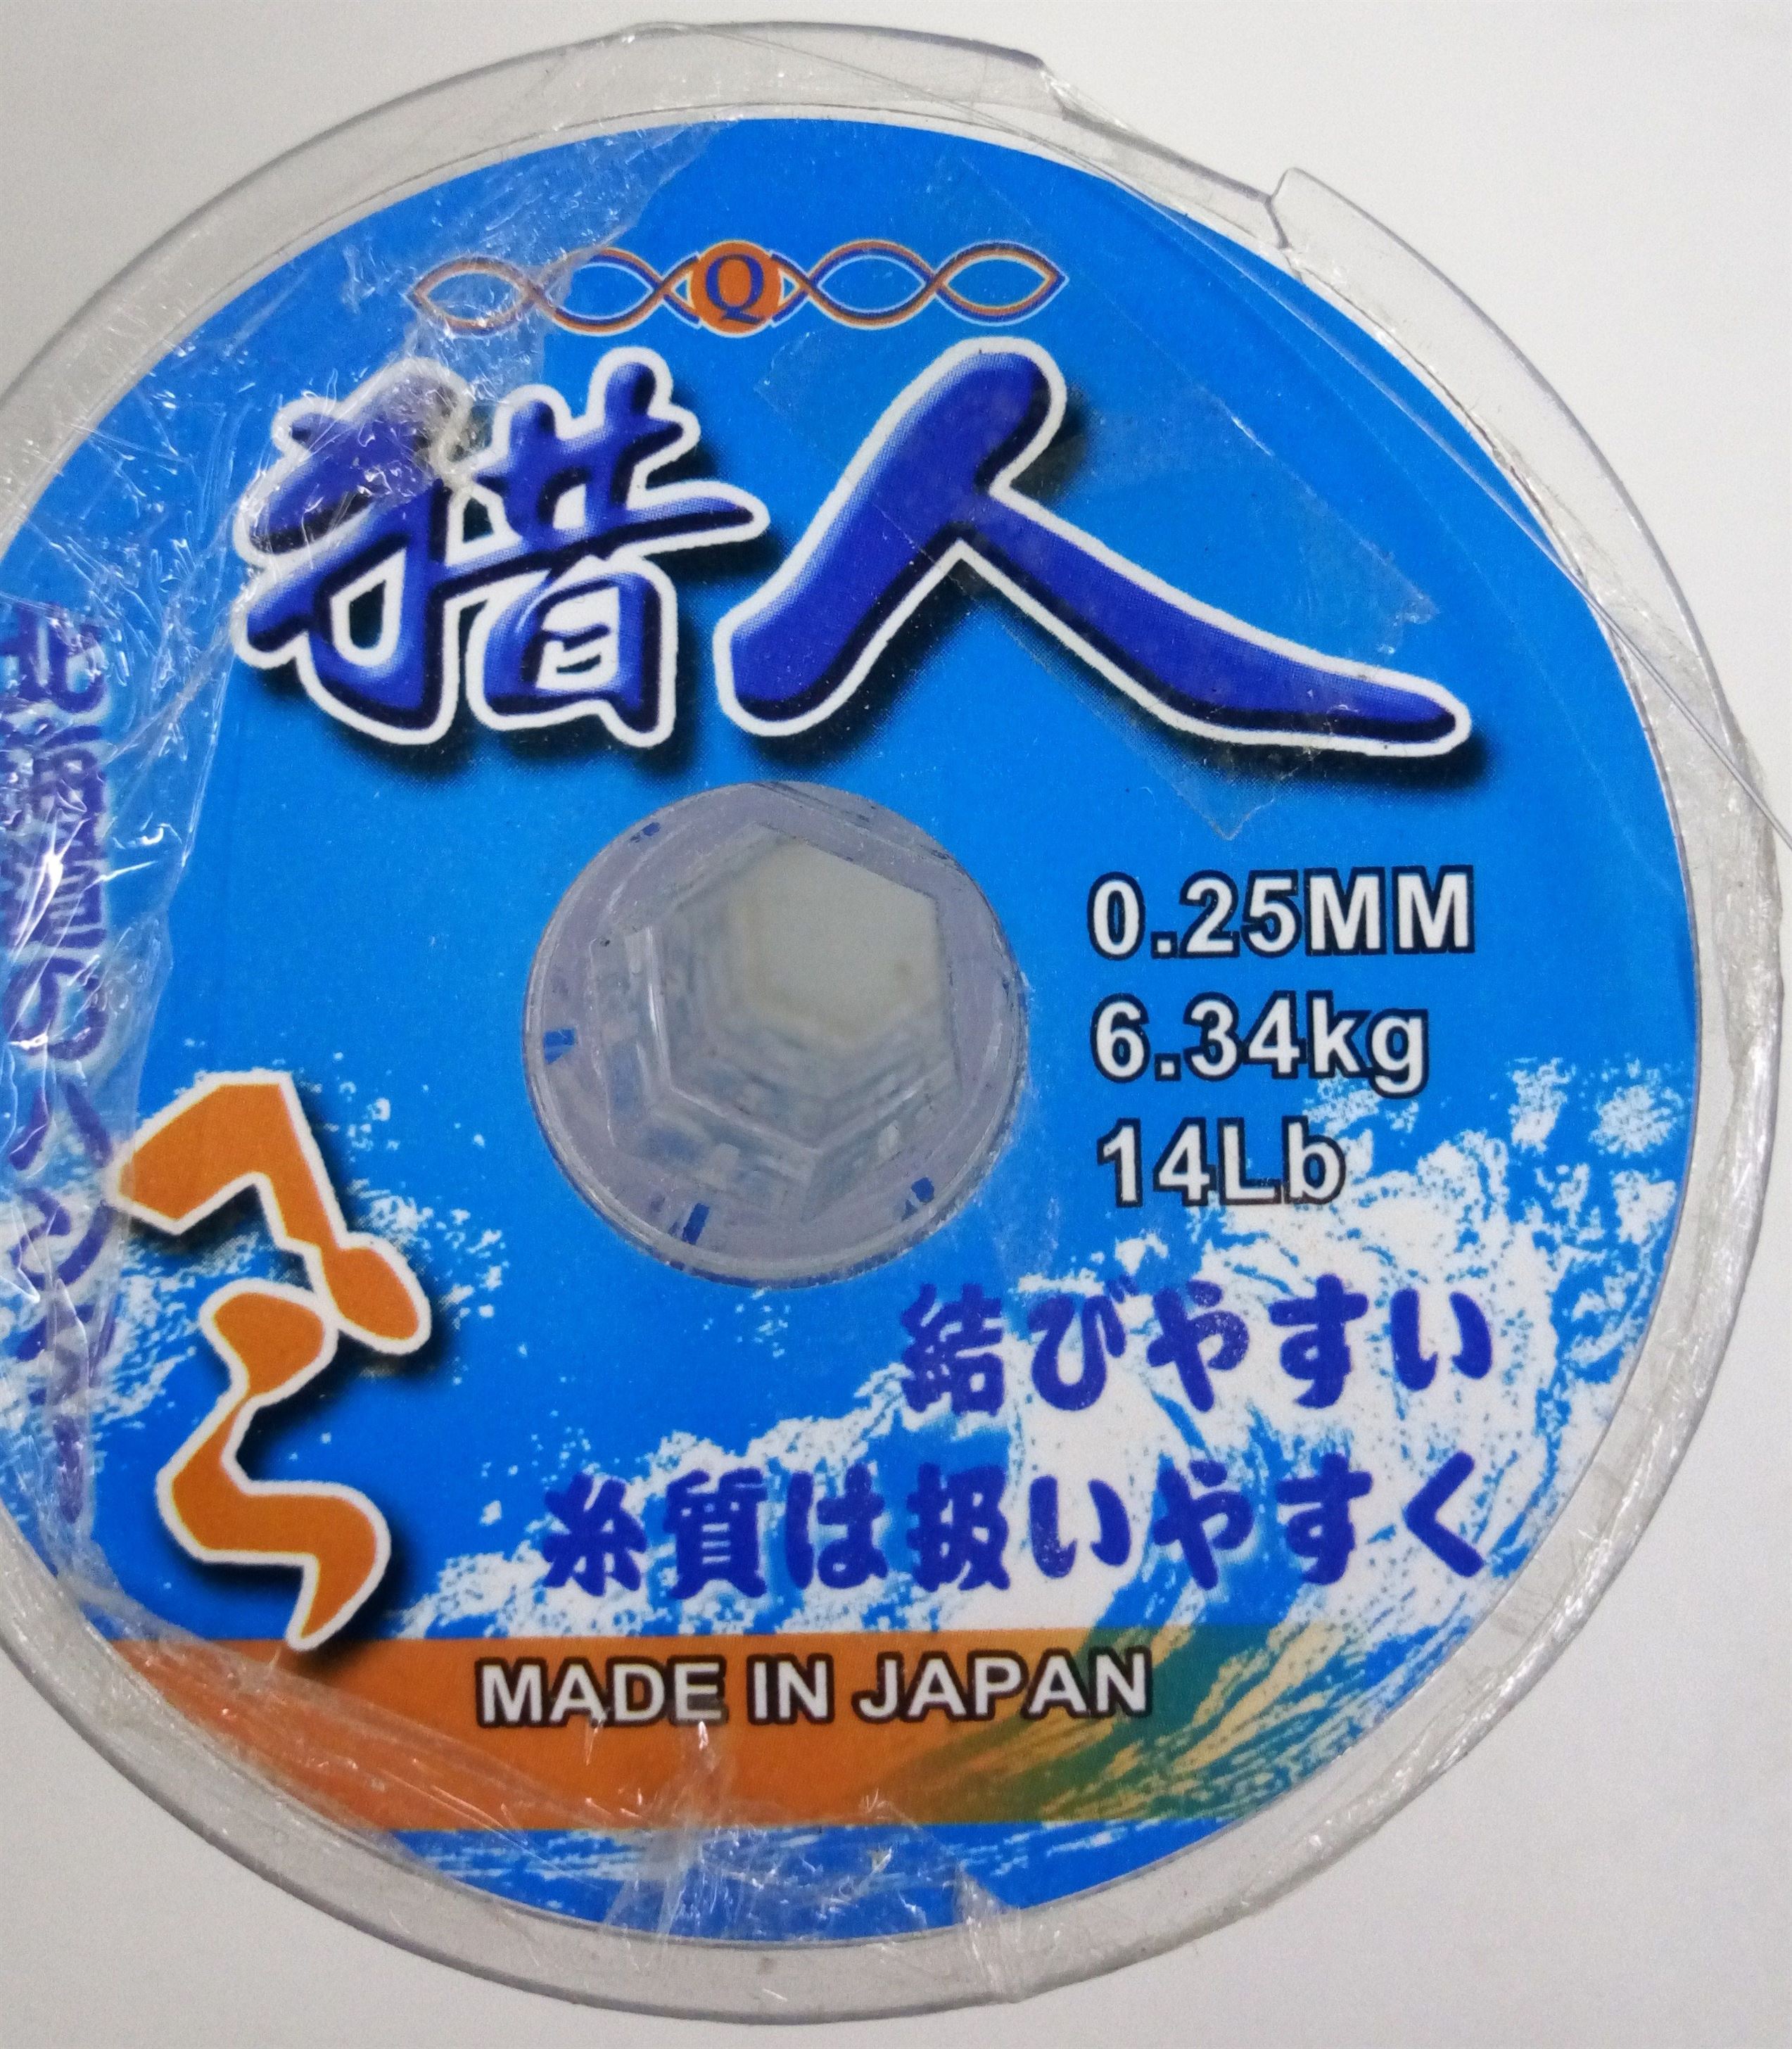 Q
猎人
0.25MM
6.34kg
14Lb
結びやすい
糸質は扱いやすく
MADE IN JAPAN